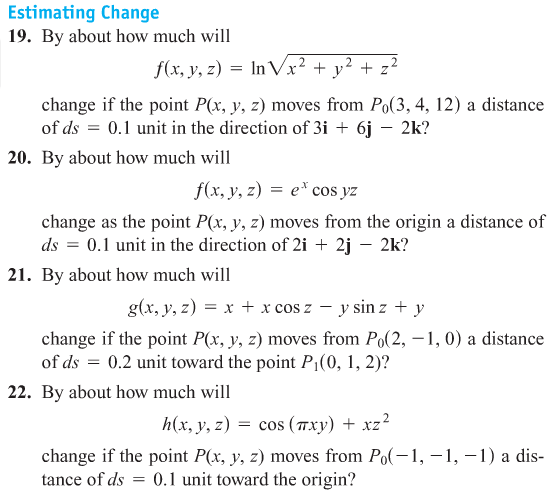 Estimating Change
19. By about how much will
f(x, y, z) = ln√x² + y² + z²
change if the point P(x, y, z) moves from P₀(3, 4, 12) a distance
of ds = 0.1 unit in the direction of 3i + 6j − 2k?
20. By about how much will
f(x, y, z) = eˣ cos yz
change as the point P(x, y, z) moves from the origin a distance of
ds = 0.1 unit in the direction of 2i + 2j − 2k?
21. By about how much will
g(x, y, z) = x + x cos z − y sin z + y
change if the point P(x, y, z) moves from P₀(2, −1, 0) a distance
of ds = 0.2 unit toward the point P₁(0, 1, 2)?
22. By about how much will
h(x, y, z) = cos (πxy) + xz²
change if the point P(x, y, z) moves from P₀(−1, −1, −1) a dis-
tance of ds = 0.1 unit toward the origin?